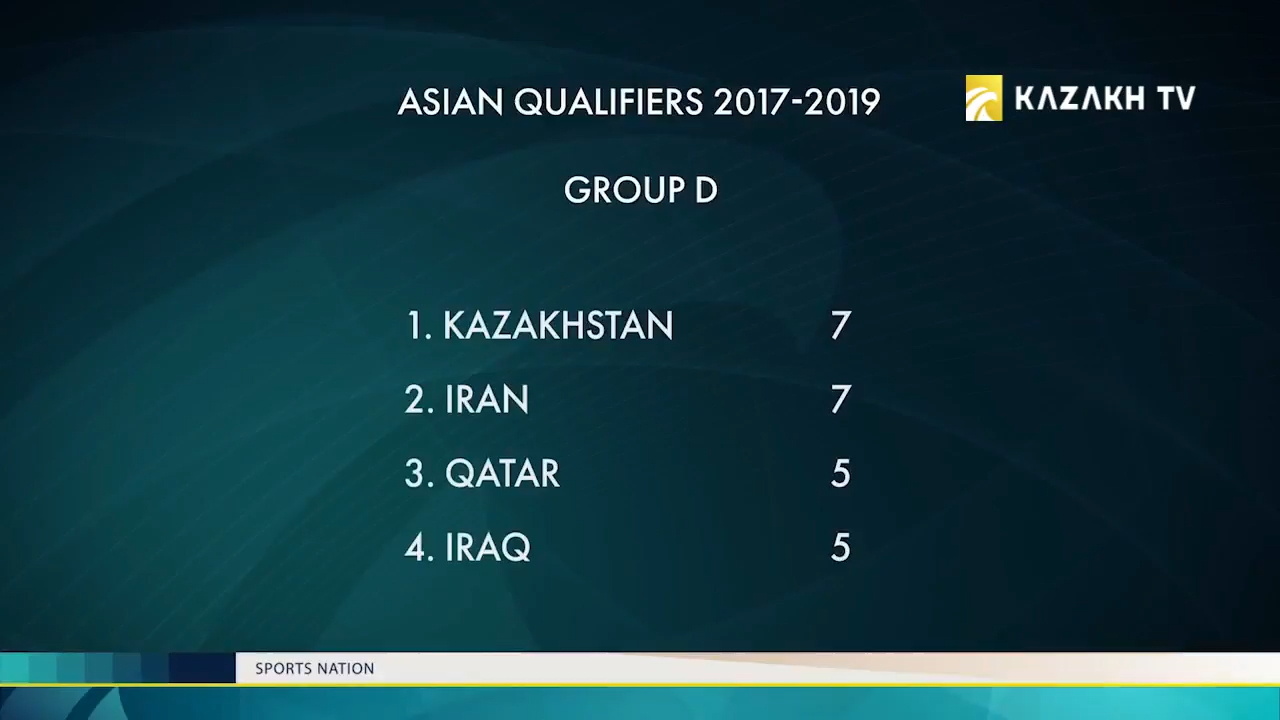 ASIAN QUALIFIERS 2017-2019
KAZAKH TV
GROUP D
1. KAZAKHSTAN 7
2. IRAN 7
3. QATAR 5
4. IRAQ 5
SPORTS NATION